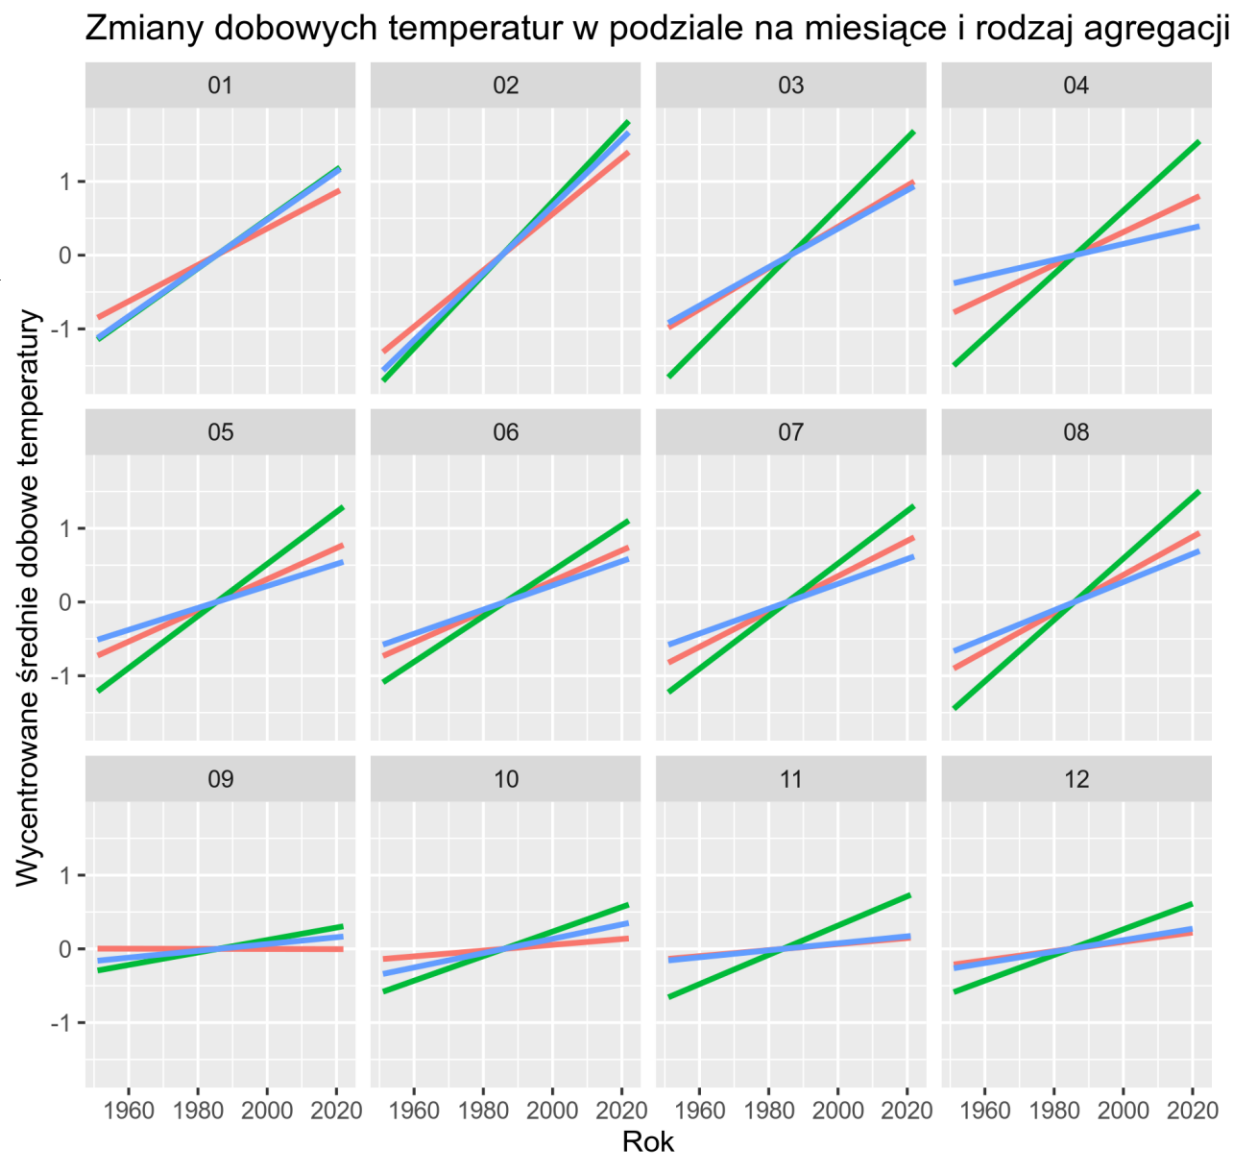 Zmiany dobowych temperatur w podziale na miesiące i rodzaj agregacji
01 02 03 04
1
0
-1
05 06 07 08
1
0
-1
09 10 11 12
1
0
-1
1960 1980 2000 2020 1960 1980 2000 2020 1960 1980 2000 2020 1960 1980 2000 2020
Rok
Wycentrowane średnie dobowe temperatury